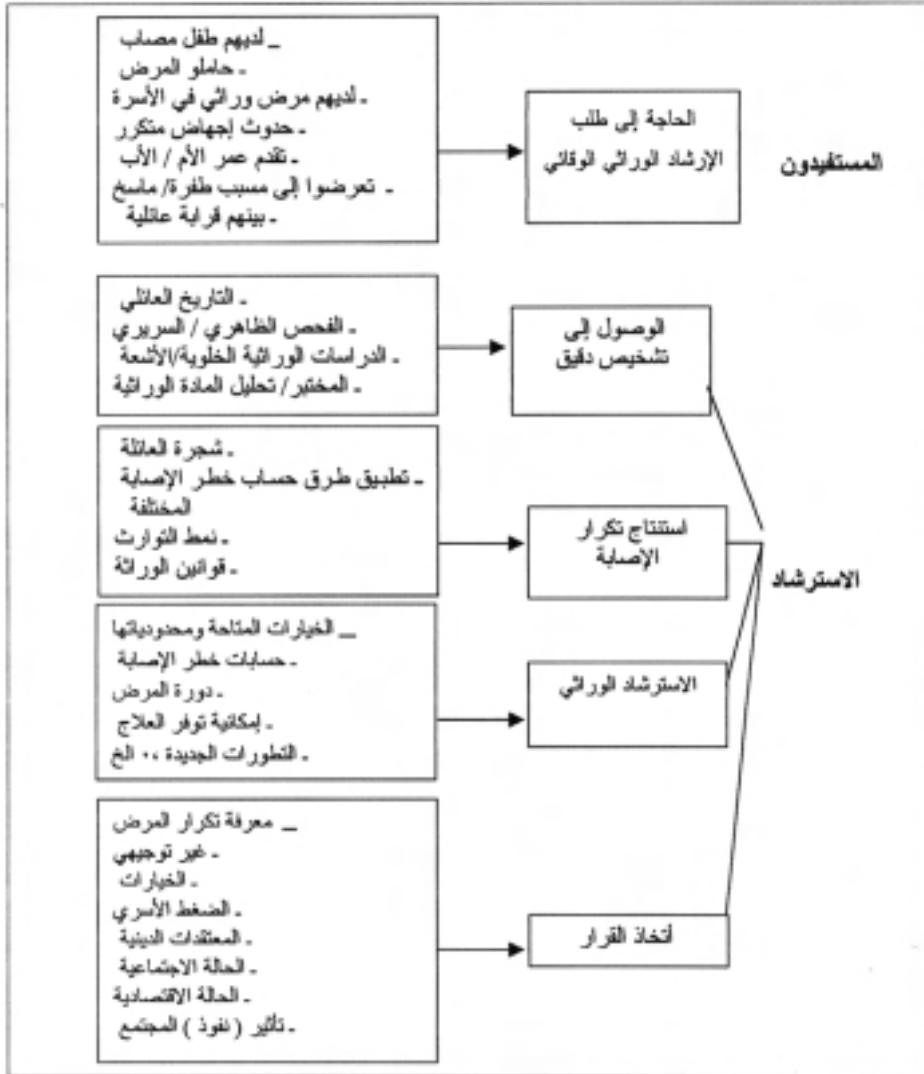 المستفيدون
الحاجة إلى طلب
الإرشاد الوراثي الوقائي
_ لديهم طفل مصاب
- حاملو المرض
- لديهم مرض وراثي في الأسرة
- حدوث إجهاض متكرر
- تقدم عمر الأم / الأب
- تعرضوا إلى مسبب طفرة/ ماسخ
- بينهم قرابة عائلية
الاسترشاد
الوصول إلى
تشخيص دقيق
- التاريخ العائلي
- الفحص الظاهري / السريري
- الدراسات الوراثية الخلوية/الأشعة
- المختبر / تحليل المادة الوراثية
استنتاج تكرار
الإصابة
- شجرة العائلة
- تطبيق طرق حساب خطر الإصابة
المختلفة
- نمط التوارث
- قوانين الوراثة
الاسترشاد الوراثي
_ الخيارات المتاحة ومحدودياتها
- حسابات خطر الإصابة
- دورة المرض
- إمكانية توفر العلاج
- التطورات الجديدة ،٠ الخ
أتخاذ القرار
_ معرفة تكرار المرض
- غير توجيهي
- الخيارات
- الضغط الأسري
- المعتقدات الدينية
- الحالة الاجتماعية
- الحالة الاقتصادية
- تأثير ( نفوذ ) المجتمع